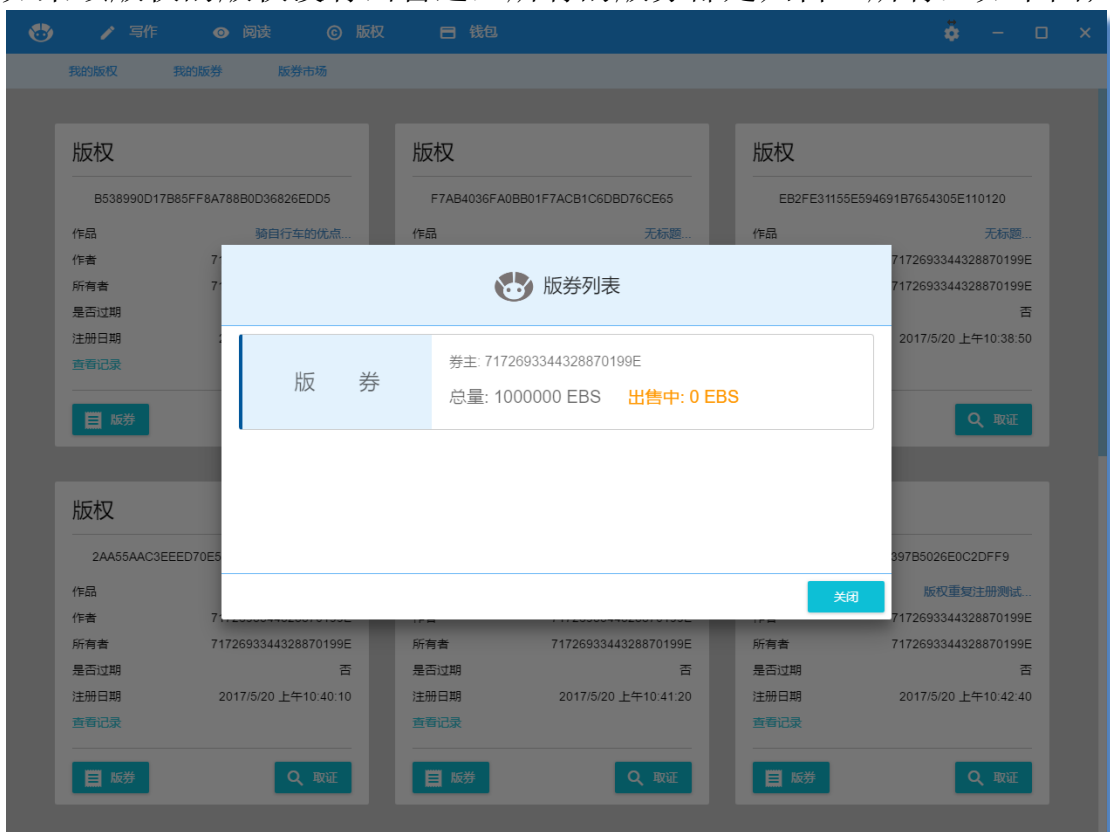 写作 阅读 版权 钱包
我的版权 我的版券 版券市场
版权 版权 版权
B538990D17B85FF8A788B0D36826EDD5 F7AB4036FA0BB01F7ACB1C6DBD76CE65 EB2FE31155E594691B7654305E110120
作品 骑自行车的优点... 作品 无标题... 作品 无标题...
作者 7172693344328870199E
所有者 7172693344328870199E
是否过期 否
注册日期 2017/5/20 上午10:38:50
查看记录
版券 取证
版券列表
版 券
券主: 7172693344328870199E
总量: 1000000 EBS 出售中: 0 EBS
关闭
版权
2AA55AAC3EEED70E5 397B5026E0C2DFF9
作品 版权重复注册测试...
作者 7172693344328870199E
所有者 7172693344328870199E 所有者 7172693344328870199E 所有者 7172693344328870199E
是否过期 否 是否过期 否 是否过期 否
注册日期 2017/5/20 上午10:40:10 注册日期 2017/5/20 上午10:41:20 注册日期 2017/5/20 上午10:42:40
查看记录 查看记录 查看记录
版券 取证 版券 取证 版券 取证